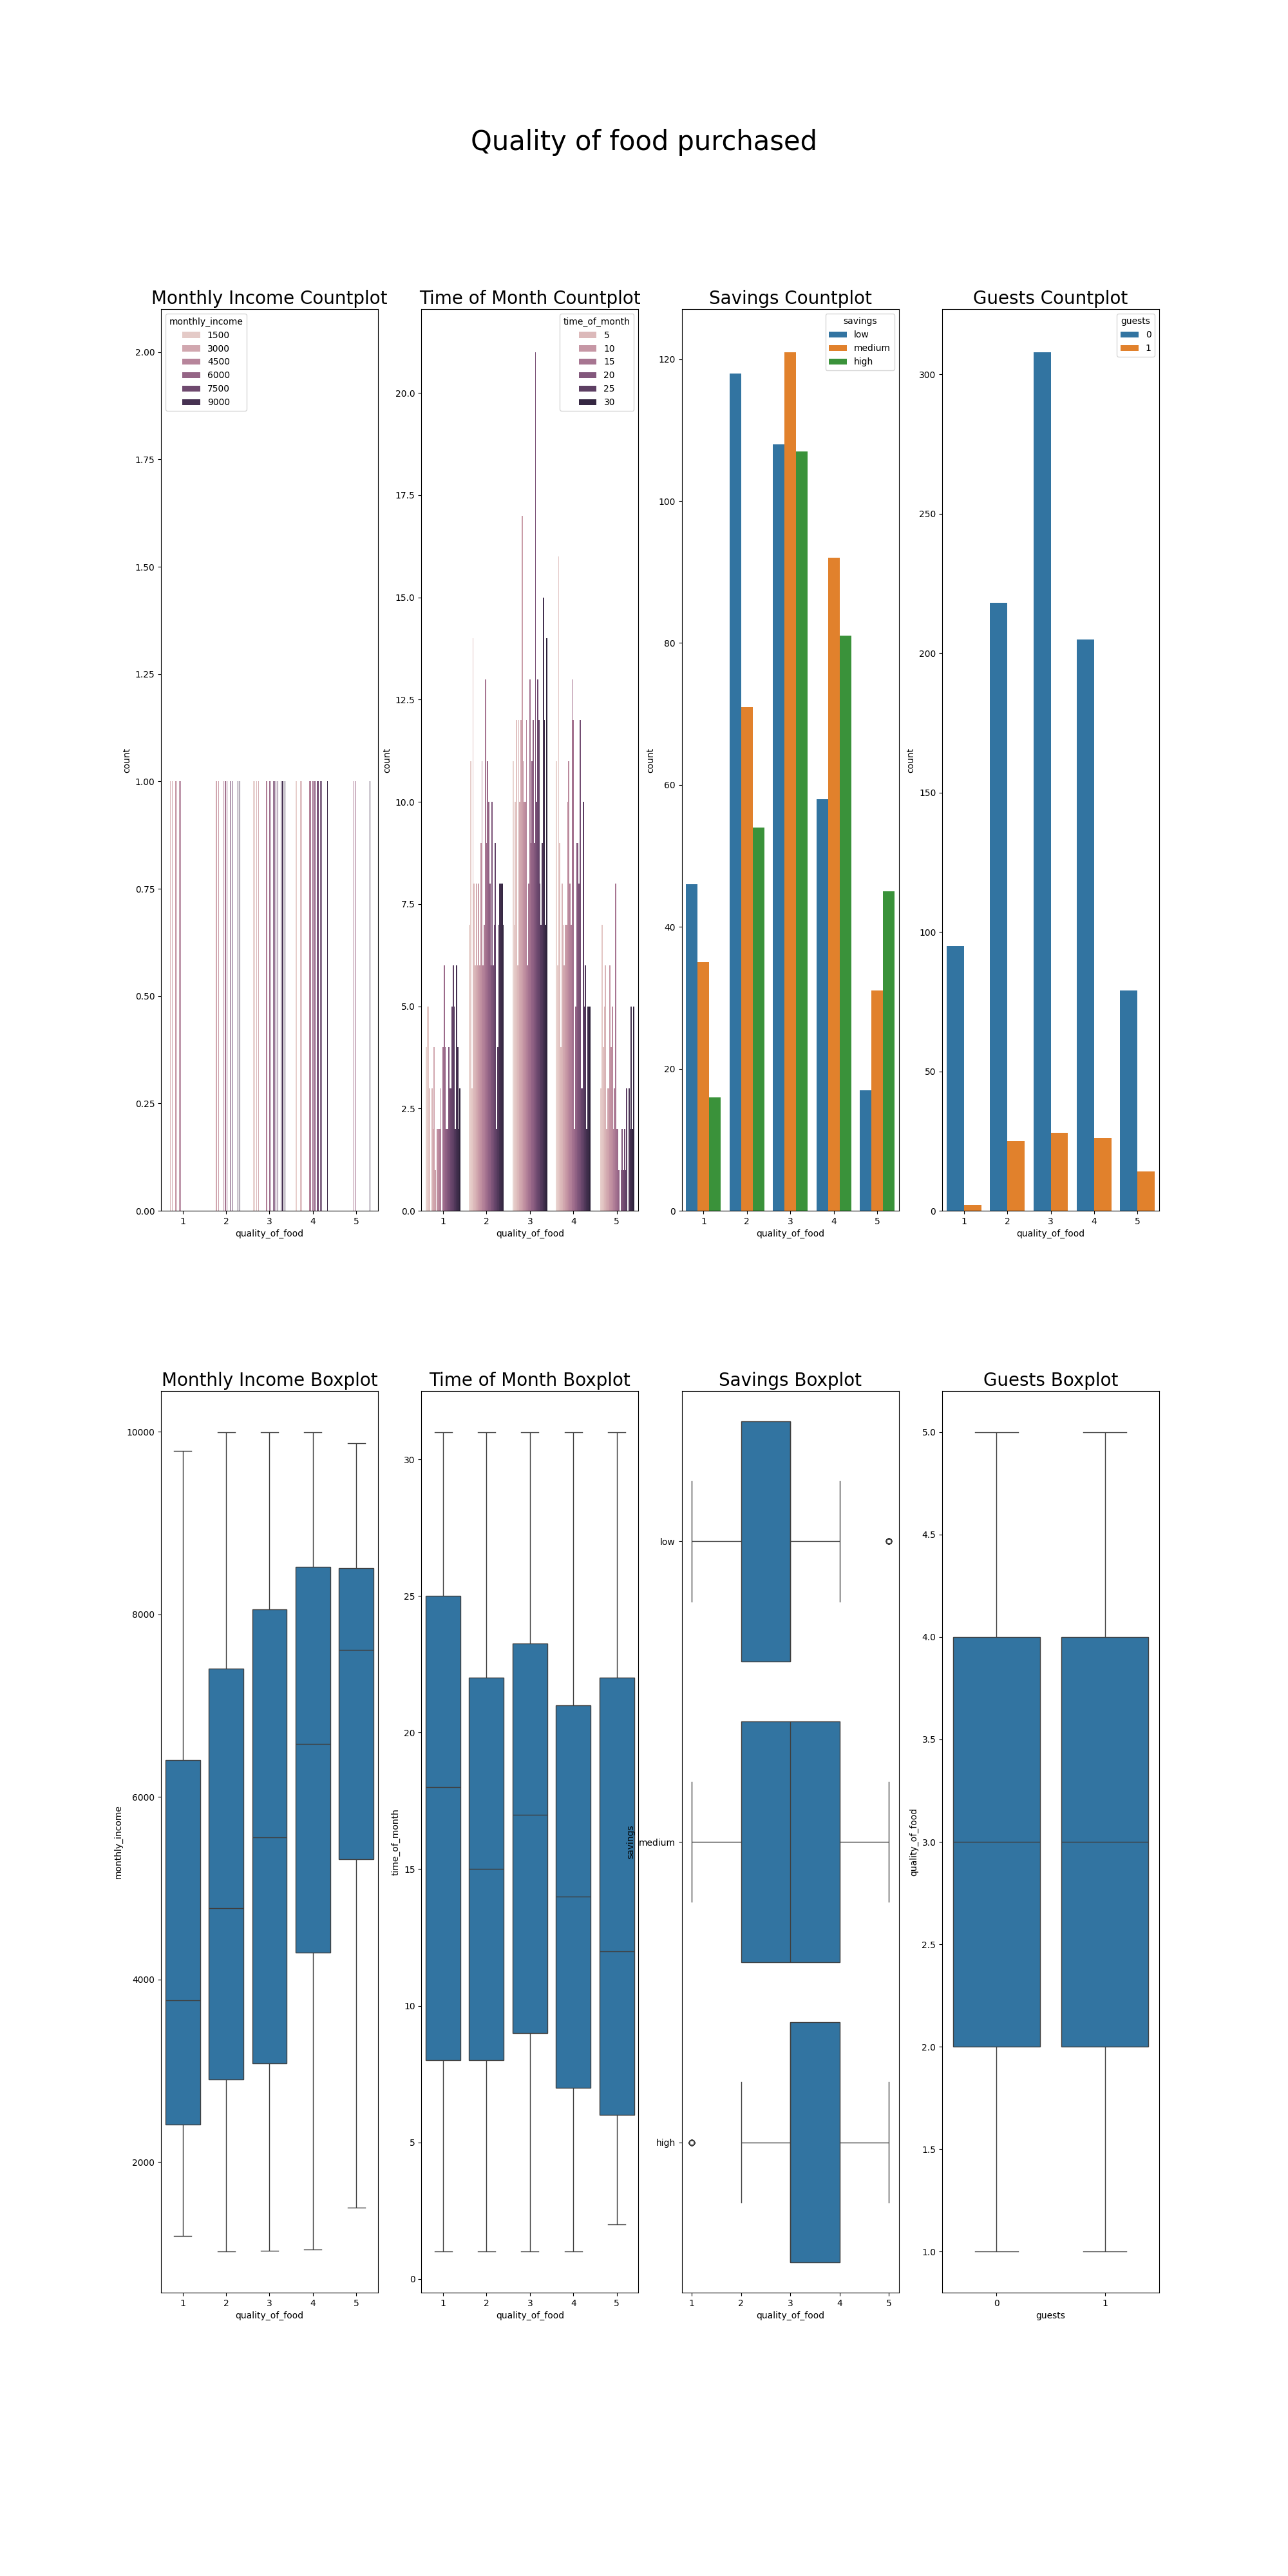 Quality of food purchased
Monthly Income Countplot
monthly_income
1500
3000
4500
6000
7500
9000
2.00
1.75
1.50
1.25
1.00
0.75
0.50
0.25
0.00
count
1 2 3 4 5
quality_of_food
Time of Month Countplot
time_of_month
5
10
15
20
25
30
20.0
17.5
15.0
12.5
10.0
7.5
5.0
2.5
0.0
count
1 2 3 4 5
quality_of_food
Savings Countplot
savings
low
medium
high
120
100
80
60
40
20
0
count
1 2 3 4 5
quality_of_food
Guests Countplot
guests
0
1
300
250
200
150
100
50
0
count
1 2 3 4 5
quality_of_food
Monthly Income Boxplot
10000
8000
6000
4000
2000
monthly_income
1 2 3 4 5
quality_of_food
Time of Month Boxplot
30
25
20
15
10
5
0
time_of_month
1 2 3 4 5
quality_of_food
Savings Boxplot
low
medium
high
savings
1 2 3 4 5
quality_of_food
Guests Boxplot
5.0
4.5
4.0
3.5
3.0
2.5
2.0
1.5
1.0
quality_of_food
0 1
guests